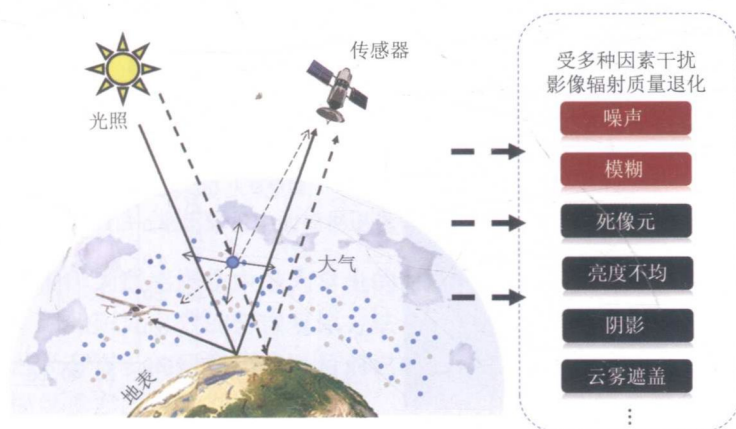 传感器
光照
大气
地表
受多种因素干扰
影像辐射质量退化
噪声
模糊
死像元
亮度不均
阴影
云雾遮盖
⋮